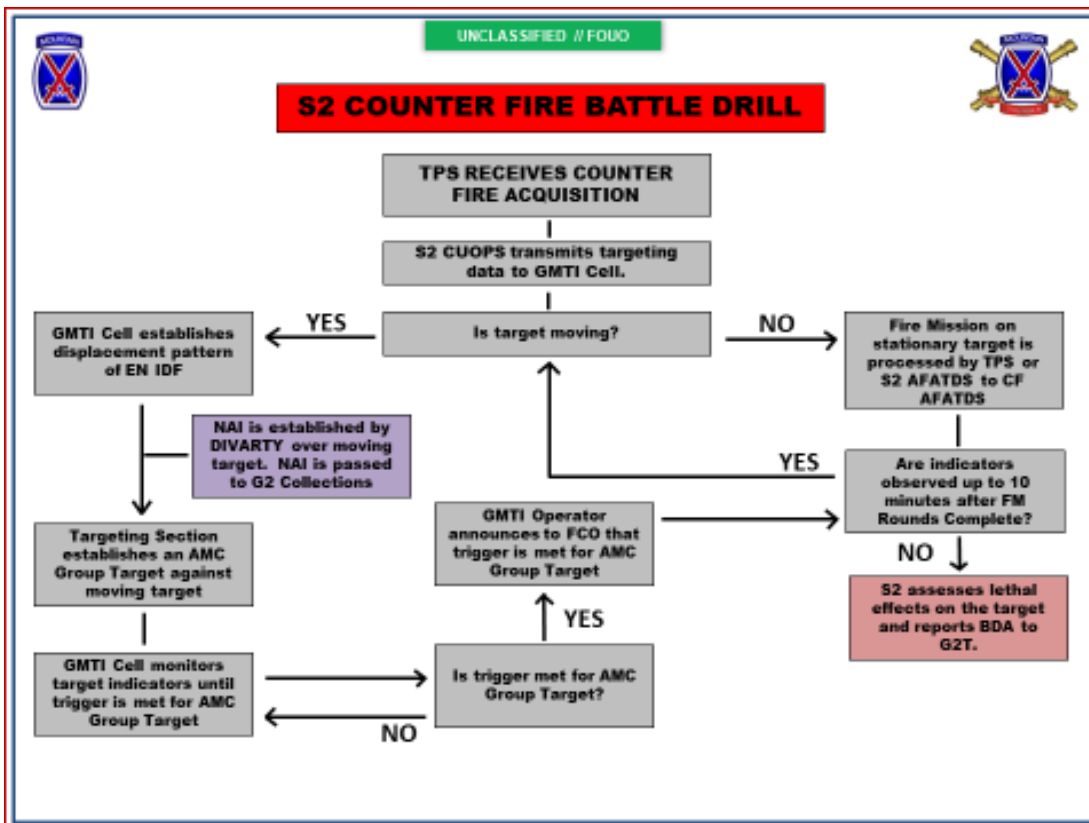 UNCLASSIFIED // FOUO
MOUNTAIN
MOUNTAIN
S2 COUNTER FIRE BATTLE DRILL
TPS RECEIVES COUNTER
FIRE ACQUISITION
S2 CUOPS transmits targeting
data to GMTI Cell.
Is target moving?
YES
NO
GMTI Cell establishes
displacement pattern
of EN IDF
Fire Mission on
stationary target is
processed by TPS or
S2 AFATDS to CF
AFATDS
NAI is established by
DIVARTY over moving
target. NAI is passed
to G2 Collections
YES
Are indicators
observed up to 10
minutes after FM
Rounds Complete?
Targeting Section
establishes an AMC
Group Target against
moving target
GMTI Operator
announces to FCO that
trigger is met for AMC
Group Target
NO
S2 assesses lethal
effects on the target
and reports BDA to
G2T.
YES
GMTI Cell monitors
target indicators until
trigger is met for AMC
Group Target
Is trigger met for AMC
Group Target?
NO